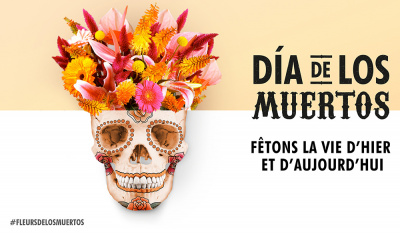 DÍA DE LOS
MUERTOS
FÊTONS LA VIE D'HIER
ET D'AUJOURD'HUI
#FLEURSDELOSMUERTOS